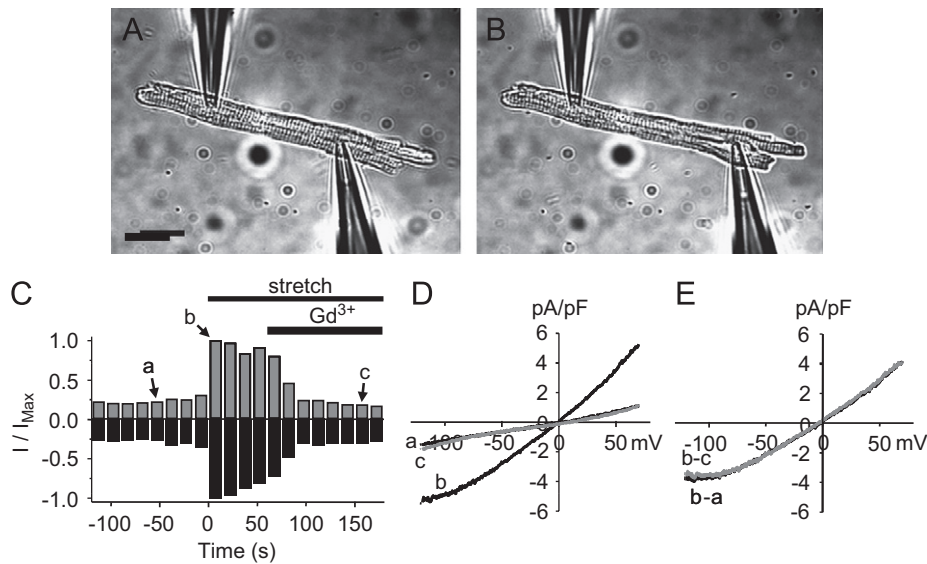 A
B
C
stretch
Gd³⁺
b
a
c
1.0
0.5
0.0
-0.5
-1.0
I / I_Max
-100 -50 0 50 100 150
Time (s)
D
pA/pF
6
4
2
0
-2
-4
-6
-100 -50 50 mV
a
c
b
E
pA/pF
6
4
2
0
-2
-4
-6
-100 -50 0 50 mV
b-c
b-a